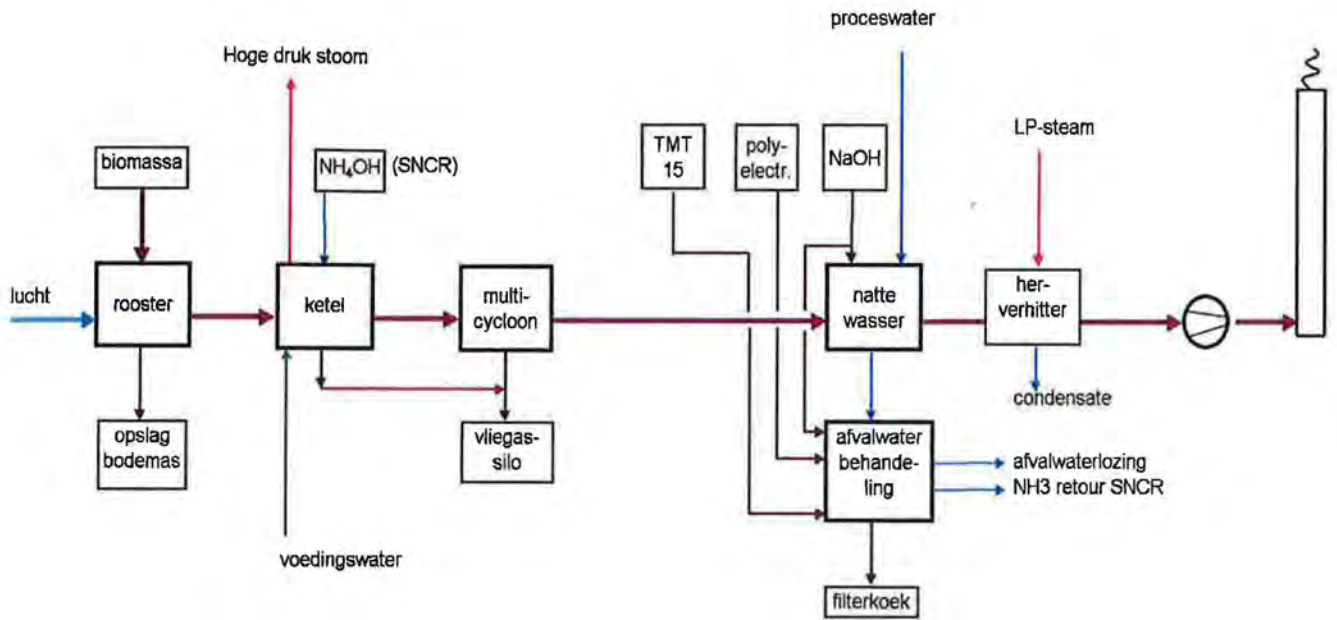 proceswater
Hoge druk stoom
LP-steam
biomassa
NH₄OH (SNCR)
TMT
15
poly-
electr.
NaOH
lucht
rooster
ketel
multi-
cycloon
natte
wasser
her-
verhitter
condensate
opslag
bodemas
vliegas-
silo
afvalwater
behande-
ling
afvalwaterlozing
NH3 retour SNCR
voedingswater
filterkoek